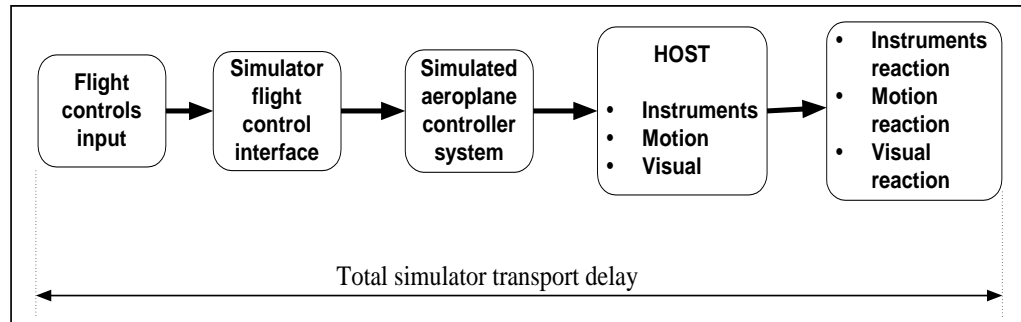 Flight
controls
input
Simulator
flight
control
interface
Simulated
aeroplane
controller
system
HOST
• Instruments
• Motion
• Visual
• Instruments
reaction
• Motion
reaction
• Visual
reaction
Total simulator transport delay